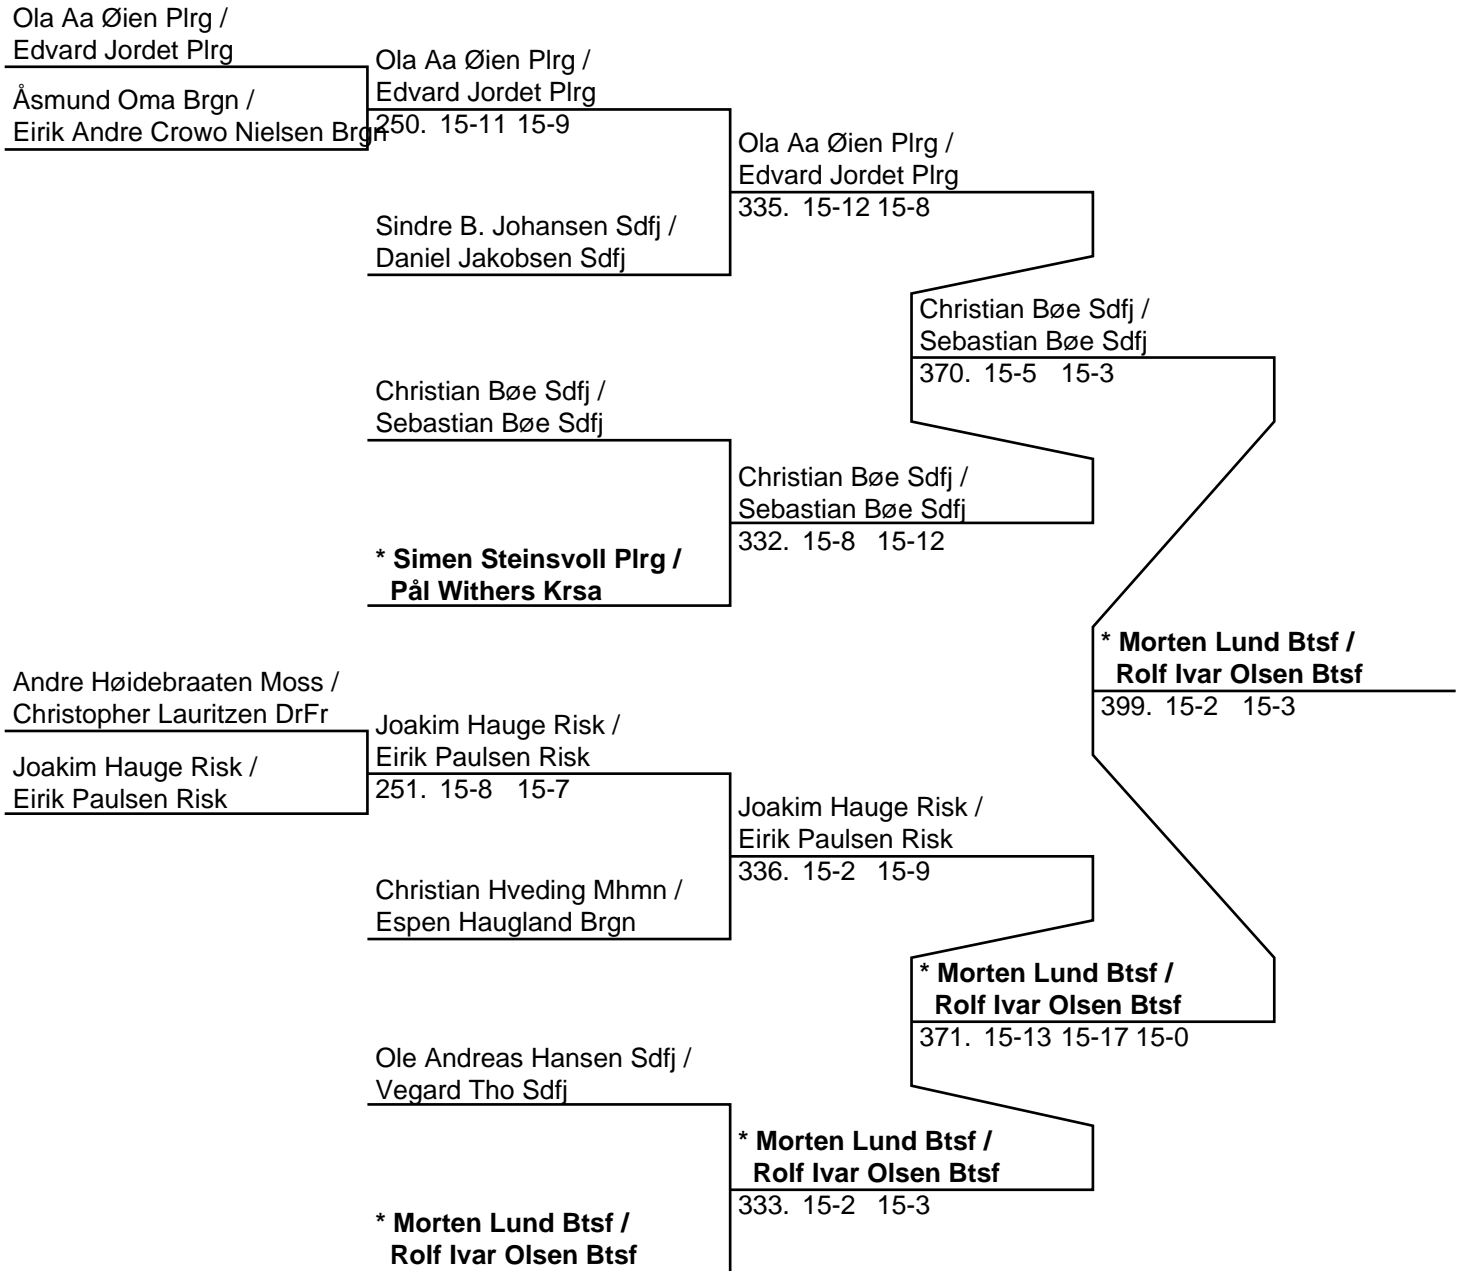 Ola Aa Øien Plrg /
Edvard Jordet Plrg
Åsmund Oma Brgn /
Eirik Andre Crowo Nielsen Brgn
Ola Aa Øien Plrg /
Edvard Jordet Plrg
250. 15-11 15-9
Sindre B. Johansen Sdfj /
Daniel Jakobsen Sdfj
Ola Aa Øien Plrg /
Edvard Jordet Plrg
335. 15-12 15-8
Christian Bøe Sdfj /
Sebastian Bøe Sdfj
370. 15-5 15-3
Christian Bøe Sdfj /
Sebastian Bøe Sdfj
Christian Bøe Sdfj /
Sebastian Bøe Sdfj
332. 15-8 15-12
* Simen Steinsvoll Plrg /
Pål Withers Krsa
* Morten Lund Btsf /
Rolf Ivar Olsen Btsf
399. 15-2 15-3
Andre Høidebraaten Moss /
Christopher Lauritzen DrFr
Joakim Hauge Risk /
Eirik Paulsen Risk
Joakim Hauge Risk /
Eirik Paulsen Risk
251. 15-8 15-7
Joakim Hauge Risk /
Eirik Paulsen Risk
336. 15-2 15-9
Christian Hveding Mhmn /
Espen Haugland Brgn
* Morten Lund Btsf /
Rolf Ivar Olsen Btsf
371. 15-13 15-17 15-0
Ole Andreas Hansen Sdfj /
Vegard Tho Sdfj
* Morten Lund Btsf /
Rolf Ivar Olsen Btsf
333. 15-2 15-3
* Morten Lund Btsf /
Rolf Ivar Olsen Btsf